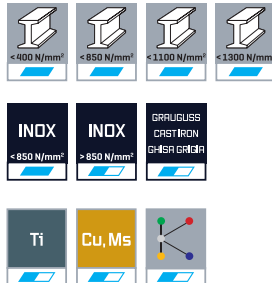 <400 N/mm² <850 N/mm² <1100 N/mm² <1300 N/mm²
INOX INOX GRAUGUSS
CAST IRON
GHISA GRIGIA
<850 N/mm² >850 N/mm²
Ti Cu, Ms